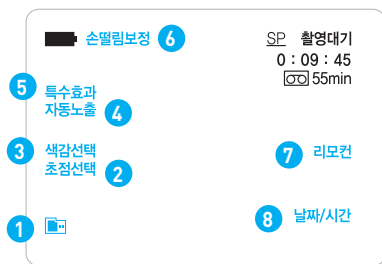 손떨림보정 6
SP 촬영대기
0 : 09 : 45
55min
5 특수효과
자동노출 4
3 색감선택
초점선택 2
7 리모컨
1
8 날짜/시간